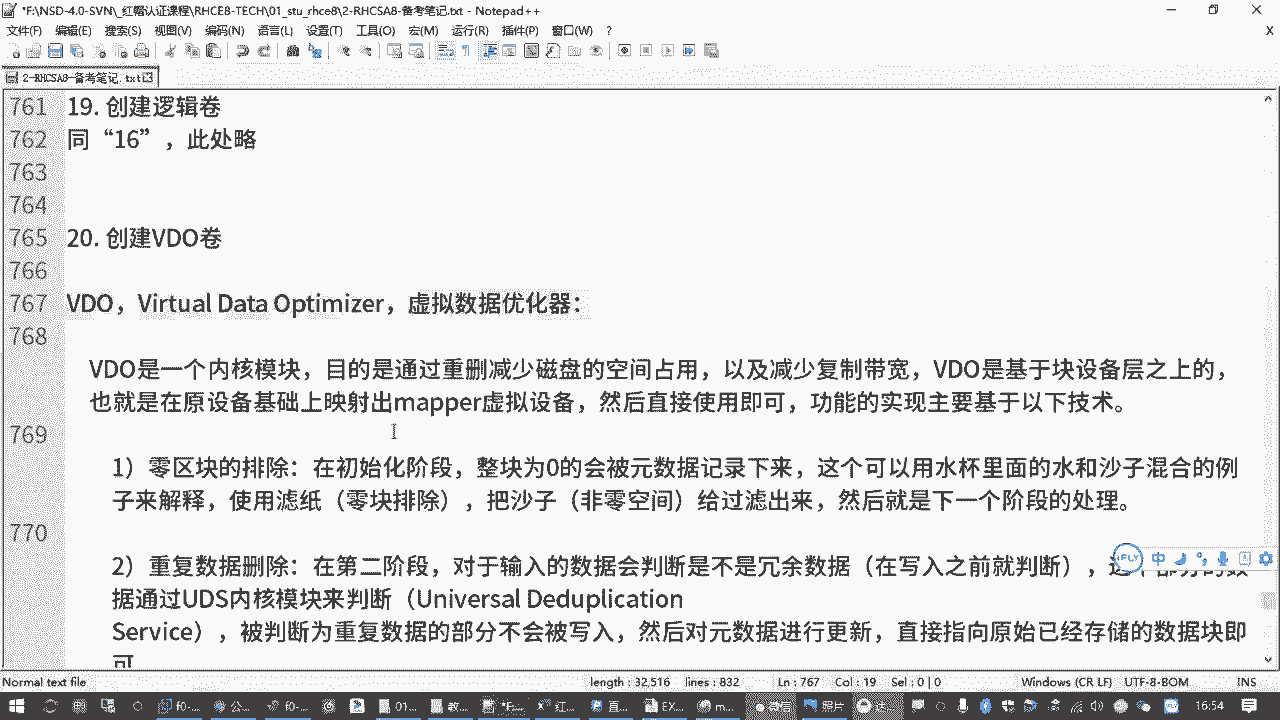 *F:\NSD-4.0-SVN\_红帽认证课程\RHCE8-TECH\01_stu_rhce8\2-RHCSA8-备考笔记.txt - Notepad++
文件(F) 编辑(E) 搜索(S) 视图(V) 编码(N) 语言(L) 设置(T) 工具(O) 宏(M) 运行(R) 插件(P) 窗口(W) ? X
2-RHCSA8-备考笔记.txt
761 19. 创建逻辑卷
762 同“16”，此处略
763
764
765 20. 创建VDO卷
766
767 VDO，Virtual Data Optimizer，虚拟数据优化器：
768
VDO是一个内核模块，目的是通过重删减少磁盘的空间占用，以及减少复制带宽，VDO是基于块设备层之上的，
也就是在原设备基础上映射出mapper虚拟设备，然后直接使用即可，功能的实现主要基于以下技术。
769
1）零区块的排除：在初始化阶段，整块为0的会被元数据记录下来，这个可以用水杯里面的水和沙子混合的例
子来解释，使用滤纸（零块排除），把沙子（非零空间）给过滤出来，然后就是下一个阶段的处理。
770
2）重复数据删除：在第二阶段，对于输入的数据会判断是不是冗余数据（在写入之前就判断），
据通过UDS内核模块来判断（Universal Deduplication
Service），被判断为重复数据的部分不会被写入，然后对元数据进行更新，直接指向原始已经存储的数据块即
可
iFLY 中
Normal text file length : 32,516 lines : 832 Ln : 767 Col : 19 Sel : 0 | 0 Windows (CR LF) UTF-8-BOM INS
f0-... 公... f0-... 01... 教... *F... 红... 直... EX... m... 微信 照片 16:54